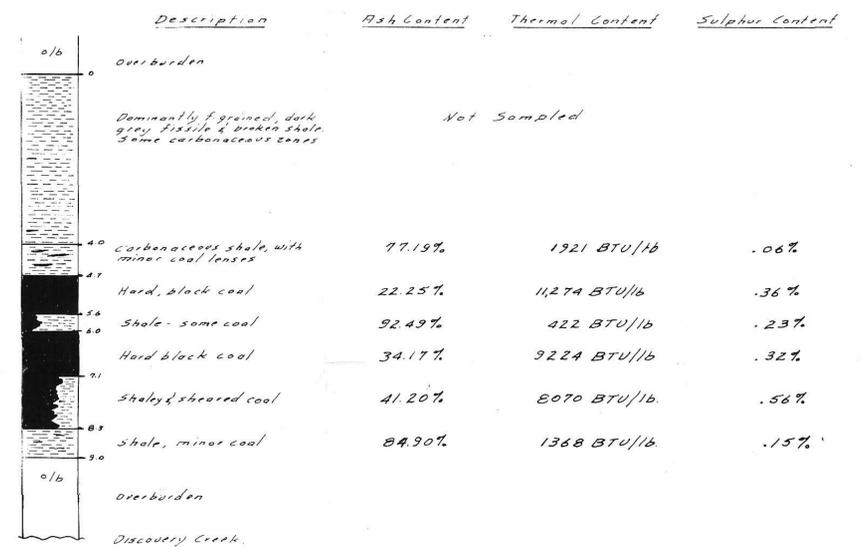 Description Ash Content Thermal Content Sulphur Content
o/b
Overburden
0
Dominantly f grained, dark
grey fissile & broken shale.
Some carbonaceous zones
Not Sampled
4.0
Carbonaceous shale, with
minor coal lenses
77.19% 1921 BTU/lb .06%
4.7
Hard, black coal 22.25% 11,274 BTU/lb .36%
5.6
Shale - some coal 92.49% 422 BTU/lb .23%
6.0
Hard black coal 34.17% 9224 BTU/lb. .32%
7.1
Shaley & sheared coal 41.20% 8070 BTU/lb. .56%
8.3
Shale, minor coal 84.90% 1368 BTU/lb. .15%
9.0
o/b
Overburden
Discovery Creek.